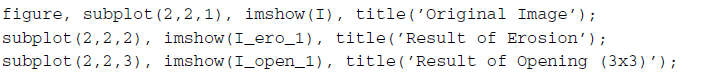 figure, subplot(2,2,1), imshow(I), title(’Original Image’);
subplot(2,2,2), imshow(I_ero_1), title(’Result of Erosion’);
subplot(2,2,3), imshow(I_open_1), title(’Result of Opening (3x3)’);